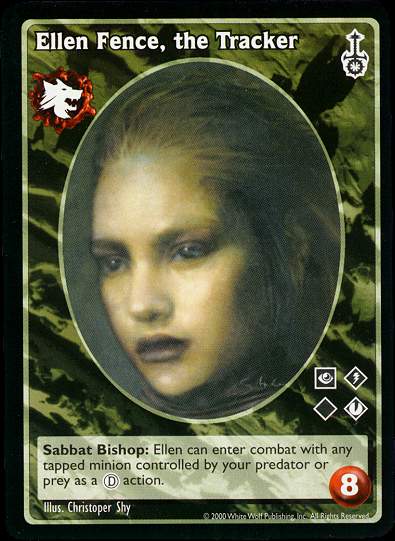 Ellen Fence, the Tracker
Sabbat Bishop: Ellen can enter combat with any
tapped minion controlled by your predator or
prey as a Ⓓ action.
8
Illus. Christoper Shy
© 2000 White Wolf Publishing, Inc. All Rights Reserved.